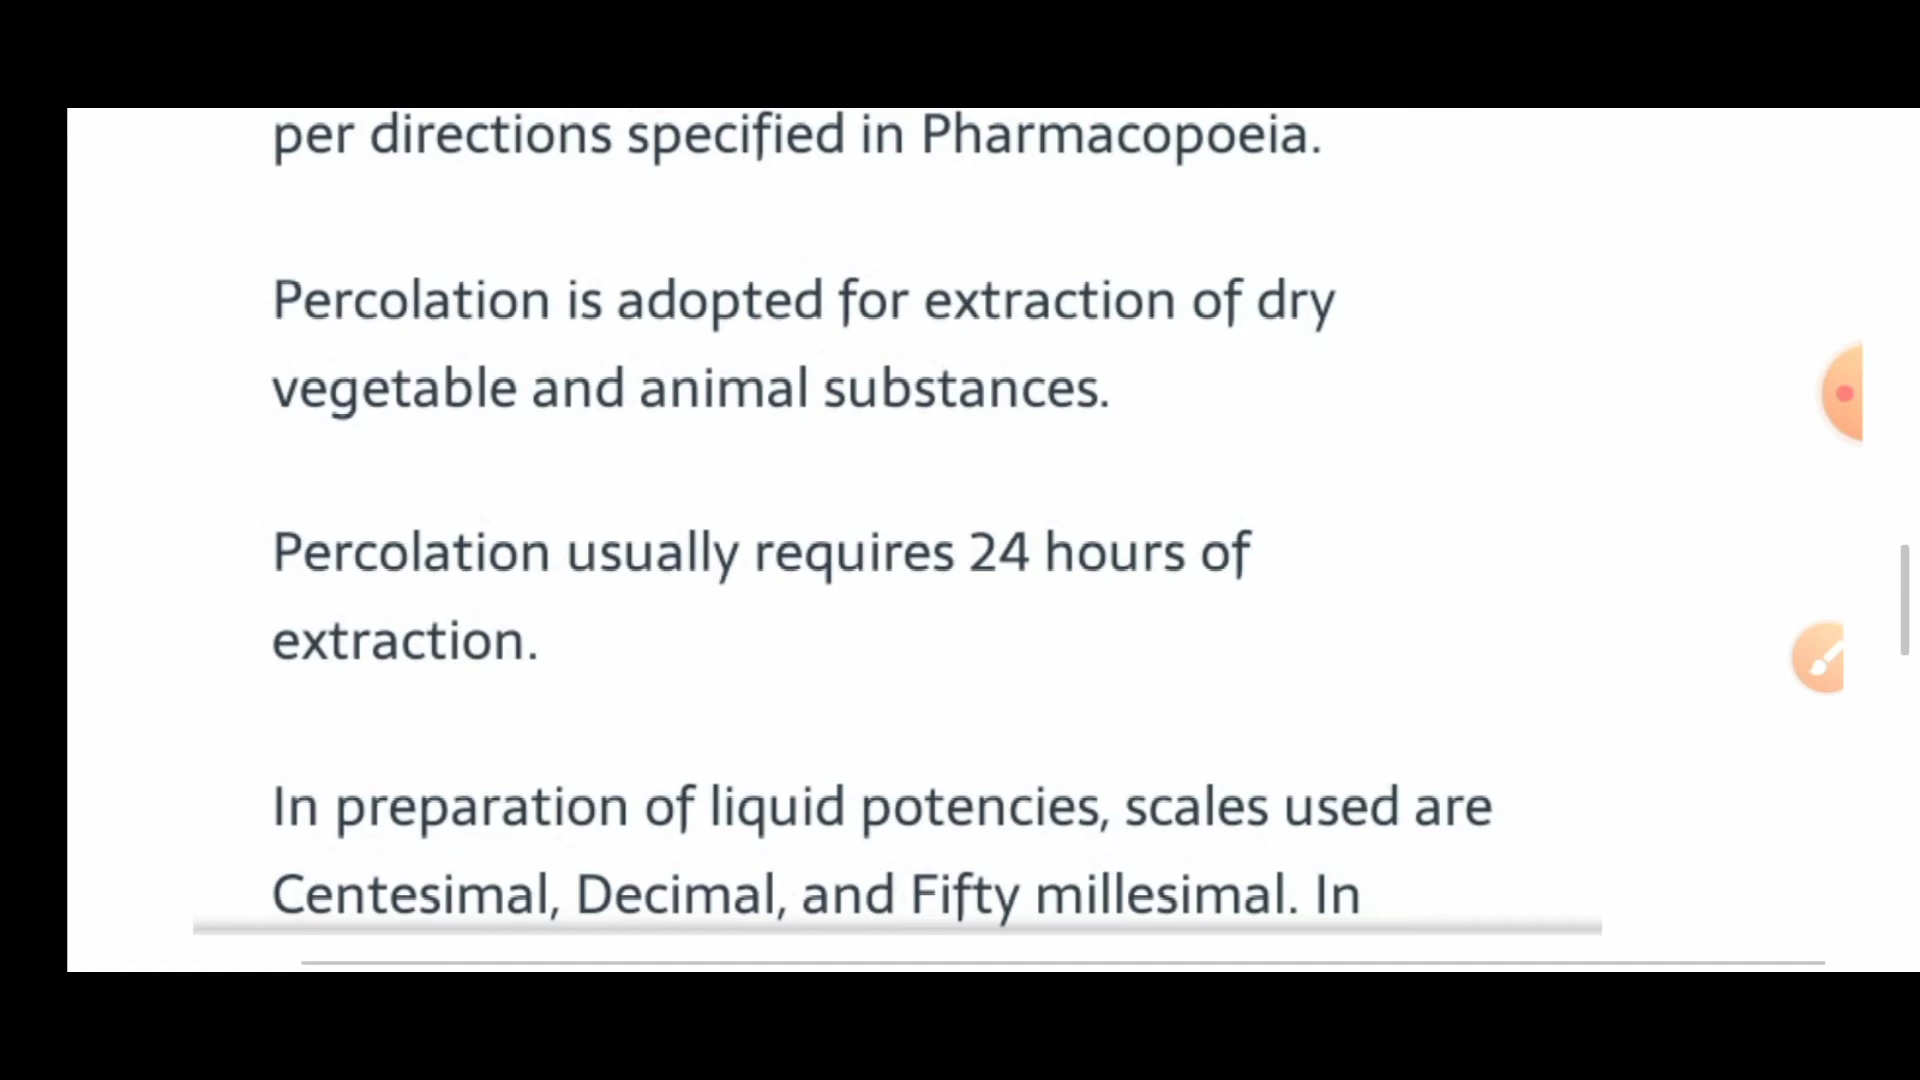 per directions specified in Pharmacopoeia.
Percolation is adopted for extraction of dry
vegetable and animal substances.
Percolation usually requires 24 hours of
extraction.
In preparation of liquid potencies, scales used are
Centesimal, Decimal, and Fifty millesimal. In